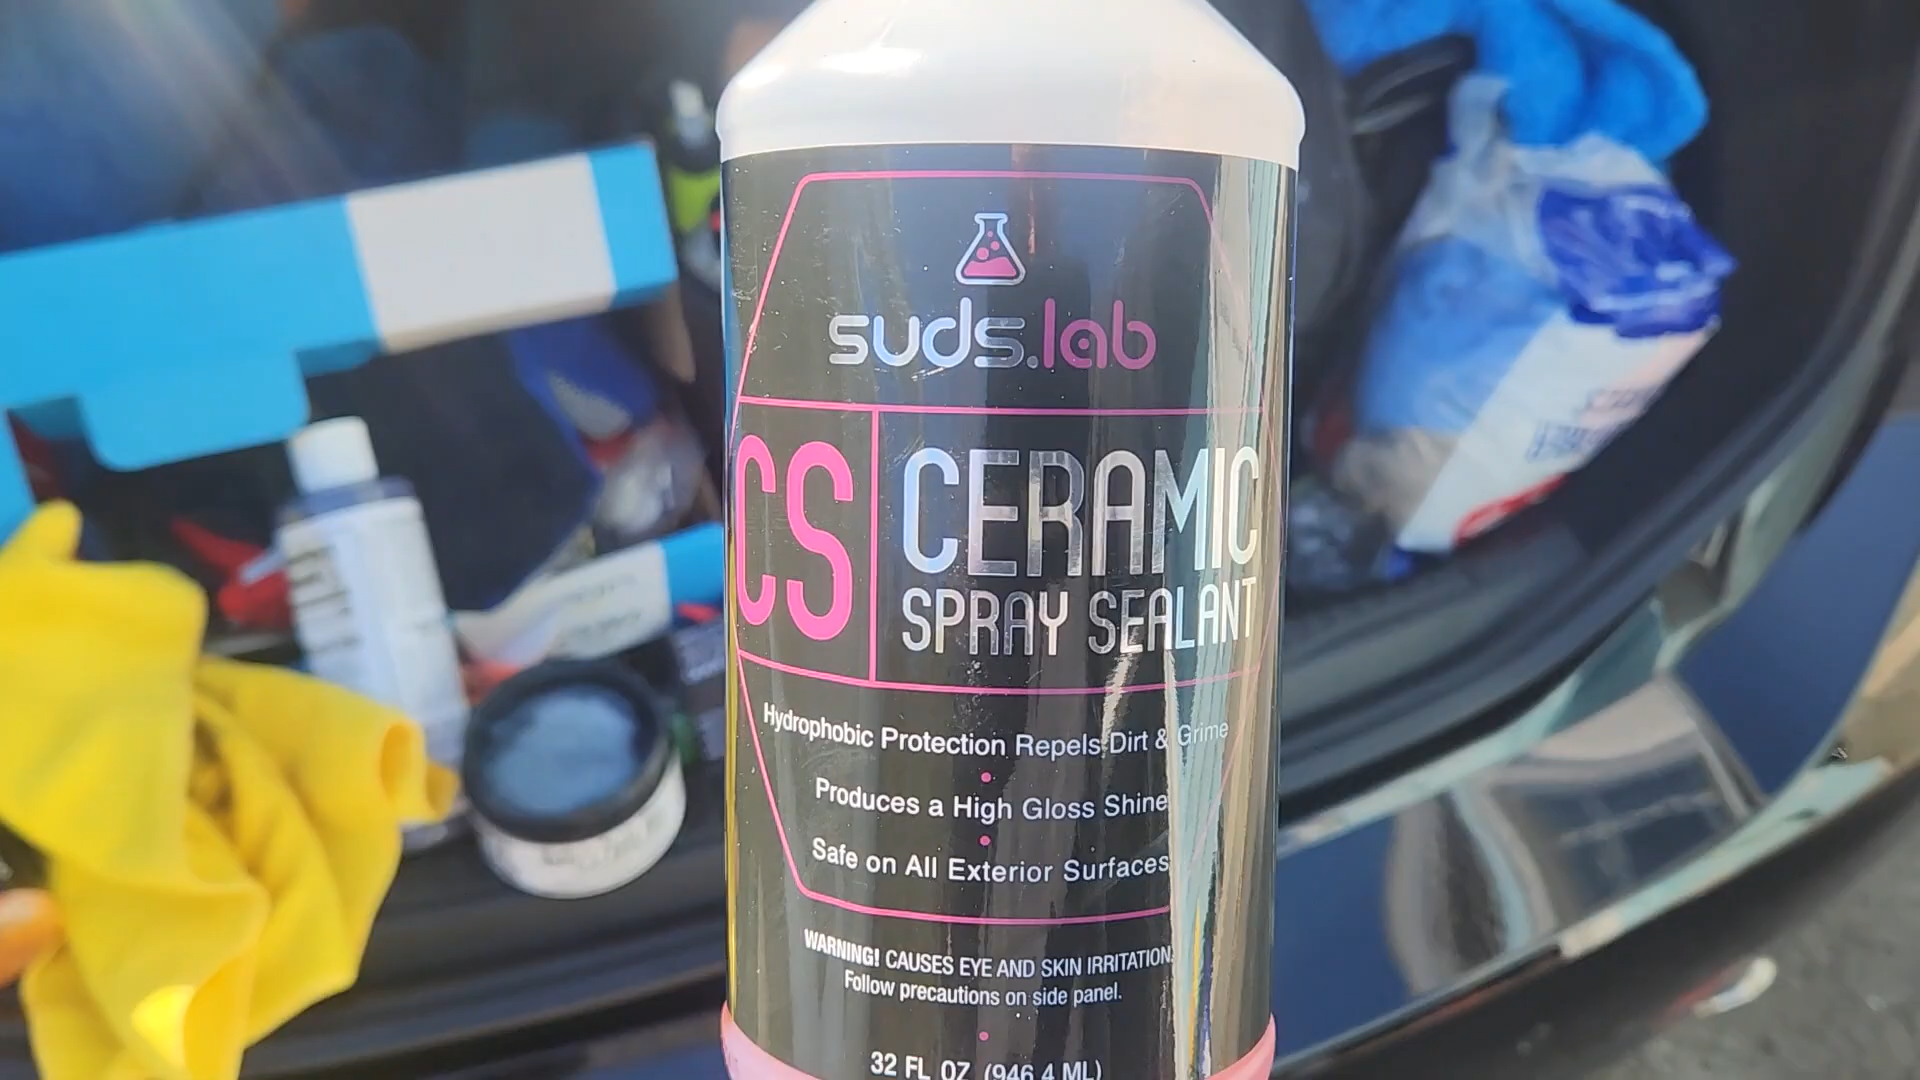 suds.lab
CS
CERAMIC
SPRAY SEALANT
Hydrophobic Protection Repels Dirt & Grime
Produces a High Gloss Shine
Safe on All Exterior Surfaces
WARNING! CAUSES EYE AND SKIN IRRITATION.
Follow precautions on side panel.
32 FL OZ (946.4 ML)